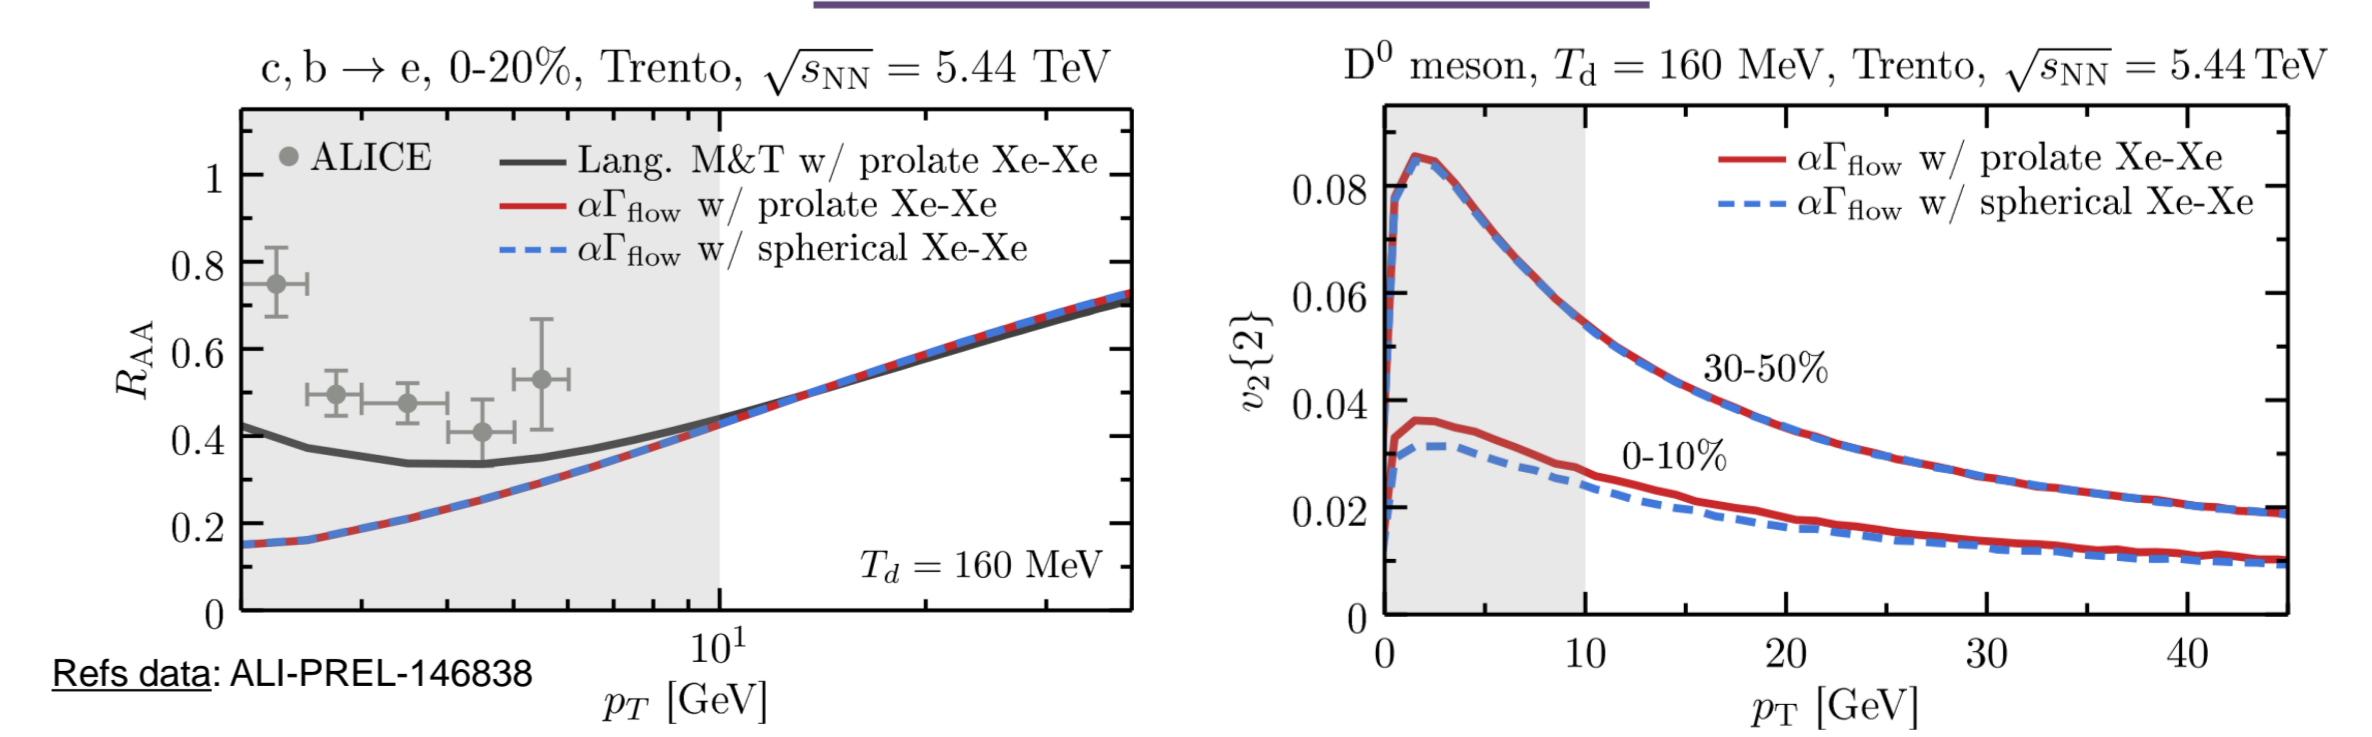 c, b → e, 0-20%, Trento, √sNN = 5.44 TeV
ALICE
Lang. M&T w/ prolate Xe-Xe
αΓflow w/ prolate Xe-Xe
αΓflow w/ spherical Xe-Xe
1
0.8
0.6
0.4
0.2
0
RAA
Td = 160 MeV
10¹
pT [GeV]
Refs data: ALI-PREL-146838
D⁰ meson, Td = 160 MeV, Trento, √sNN = 5.44 TeV
αΓflow w/ prolate Xe-Xe
αΓflow w/ spherical Xe-Xe
0.08
0.06
0.04
0.02
0
v₂{2}
30-50%
0-10%
0 10 20 30 40
pT [GeV]